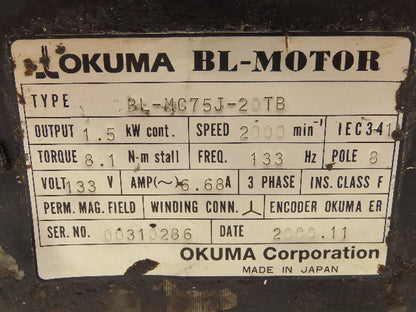 OKUMA BL-MOTOR
TYPE BL-MC75J-20TB
OUTPUT 1.5 kW cont. SPEED 2000 min⁻¹ IEC341
TORQUE 8.1 N-m stall FREQ. 133 Hz POLE 8
VOLT 133 V AMP(~) 6.68A 3 PHASE INS. CLASS F
PERM. MAG. FIELD WINDING CONN. ENCODER OKUMA ER
SER. NO. 00310286 DATE 2000.11
OKUMA Corporation
MADE IN JAPAN